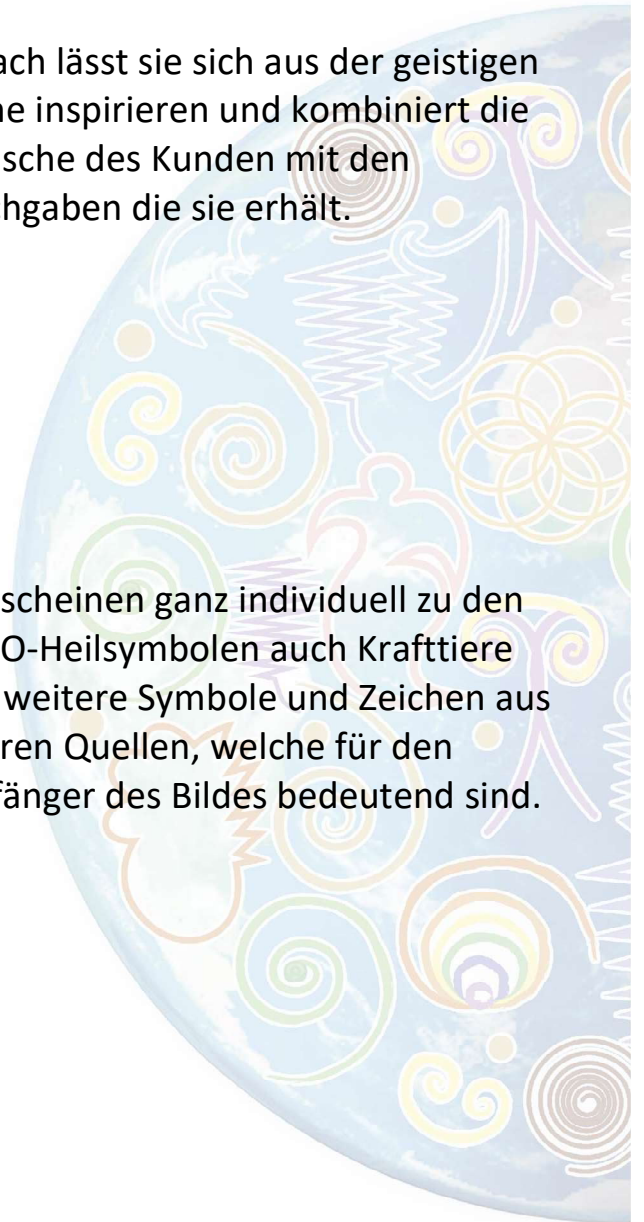 ach lässt sie sich aus der geistigen
ne inspirieren und kombiniert die
sche des Kunden mit den
chgaben die sie erhält.
scheinen ganz individuell zu den
O-Heilsymbolen auch Krafttiere
weitere Symbole und Zeichen aus
ren Quellen, welche für den
fänger des Bildes bedeutend sind.